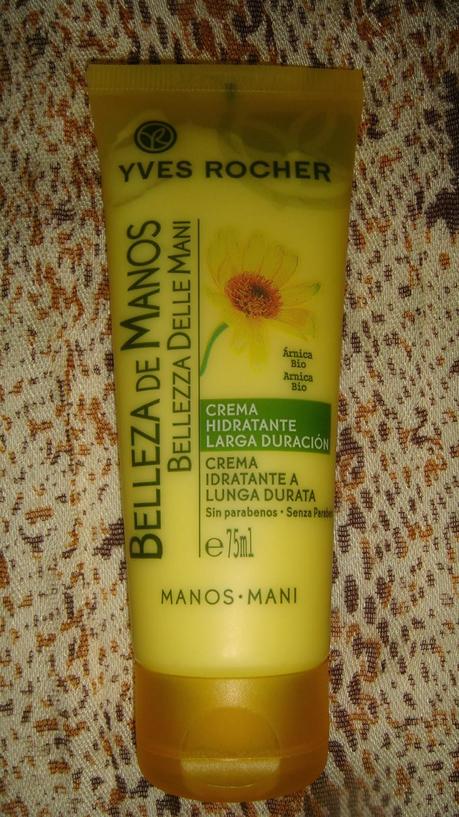 YVES ROCHER
BELLEZA DE MANOS
BELLEZZA DELLE MANI
Árnica
Bio
Arnica
Bio
CREMA
HIDRATANTE
LARGA DURACIÓN
CREMA
IDRATANTE A
LUNGA DURATA
Sin parabenos • Senza
e 75ml
MANOS•MANI